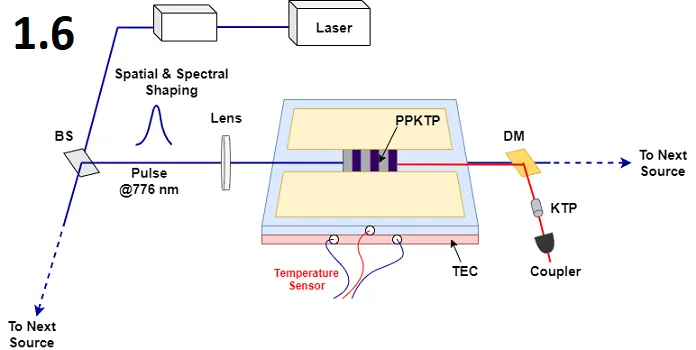 1.6
Laser
Spatial & Spectral
Shaping
BS
Lens
PPKTP
DM
Pulse
@776 nm
To Next
Source
KTP
Temperature
Sensor
TEC
Coupler
To Next
Source